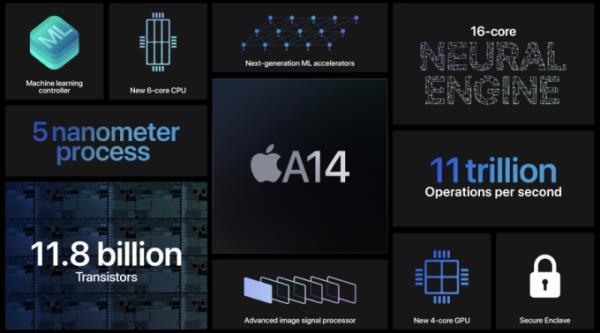 ML
Machine learning
controller
New 6-core CPU
Next-generation ML accelerators
16-core
NEURAL
ENGINE
5 nanometer
process
A14
11 trillion
Operations per second
11.8 billion
Transistors
Advanced image signal processor
New 4-core GPU
Secure Enclave